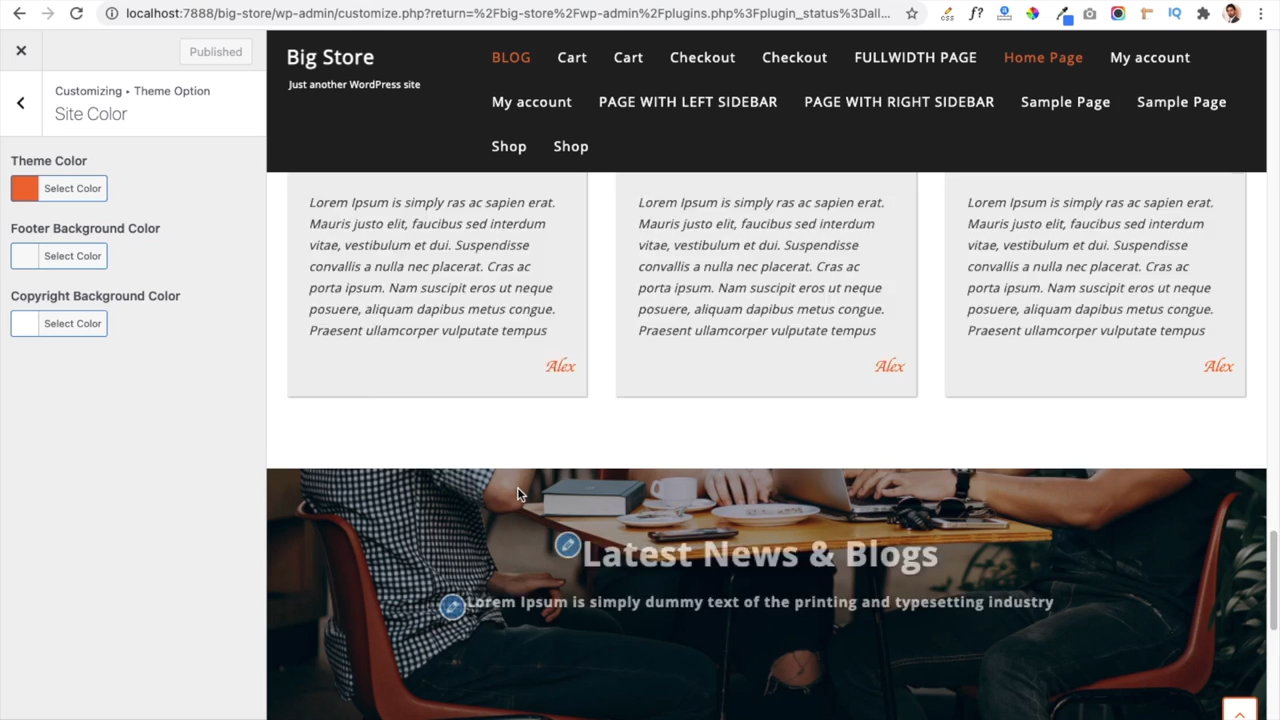 localhost:7888/big-store/wp-admin/customize.php?return=%2Fbig-store%2Fwp-admin%2Fplugins.php%3Fplugin_status%3Dall...
Published
Customizing ▸ Theme Option
Site Color
Theme Color
Select Color
Footer Background Color
Select Color
Copyright Background Color
Select Color
Big Store
Just another WordPress site
BLOG Cart Cart Checkout Checkout FULLWIDTH PAGE Home Page My account
My account PAGE WITH LEFT SIDEBAR PAGE WITH RIGHT SIDEBAR Sample Page Sample Page
Shop Shop
Lorem Ipsum is simply ras ac sapien erat.
Mauris justo elit, faucibus sed interdum
vitae, vestibulum et dui. Suspendisse
convallis a nulla nec placerat. Cras ac
porta ipsum. Nam suscipit eros ut neque
posuere, aliquam dapibus metus congue.
Praesent ullamcorper vulputate tempus
Alex
Lorem Ipsum is simply ras ac sapien erat.
Mauris justo elit, faucibus sed interdum
vitae, vestibulum et dui. Suspendisse
convallis a nulla nec placerat. Cras ac
porta ipsum. Nam suscipit eros ut neque
posuere, aliquam dapibus metus congue.
Praesent ullamcorper vulputate tempus
Alex
Lorem Ipsum is simply ras ac sapien erat.
Mauris justo elit, faucibus sed interdum
vitae, vestibulum et dui. Suspendisse
convallis a nulla nec placerat. Cras ac
porta ipsum. Nam suscipit eros ut neque
posuere, aliquam dapibus metus congue.
Praesent ullamcorper vulputate tempus
Alex
Latest News & Blogs
Lorem Ipsum is simply dummy text of the printing and typesetting industry